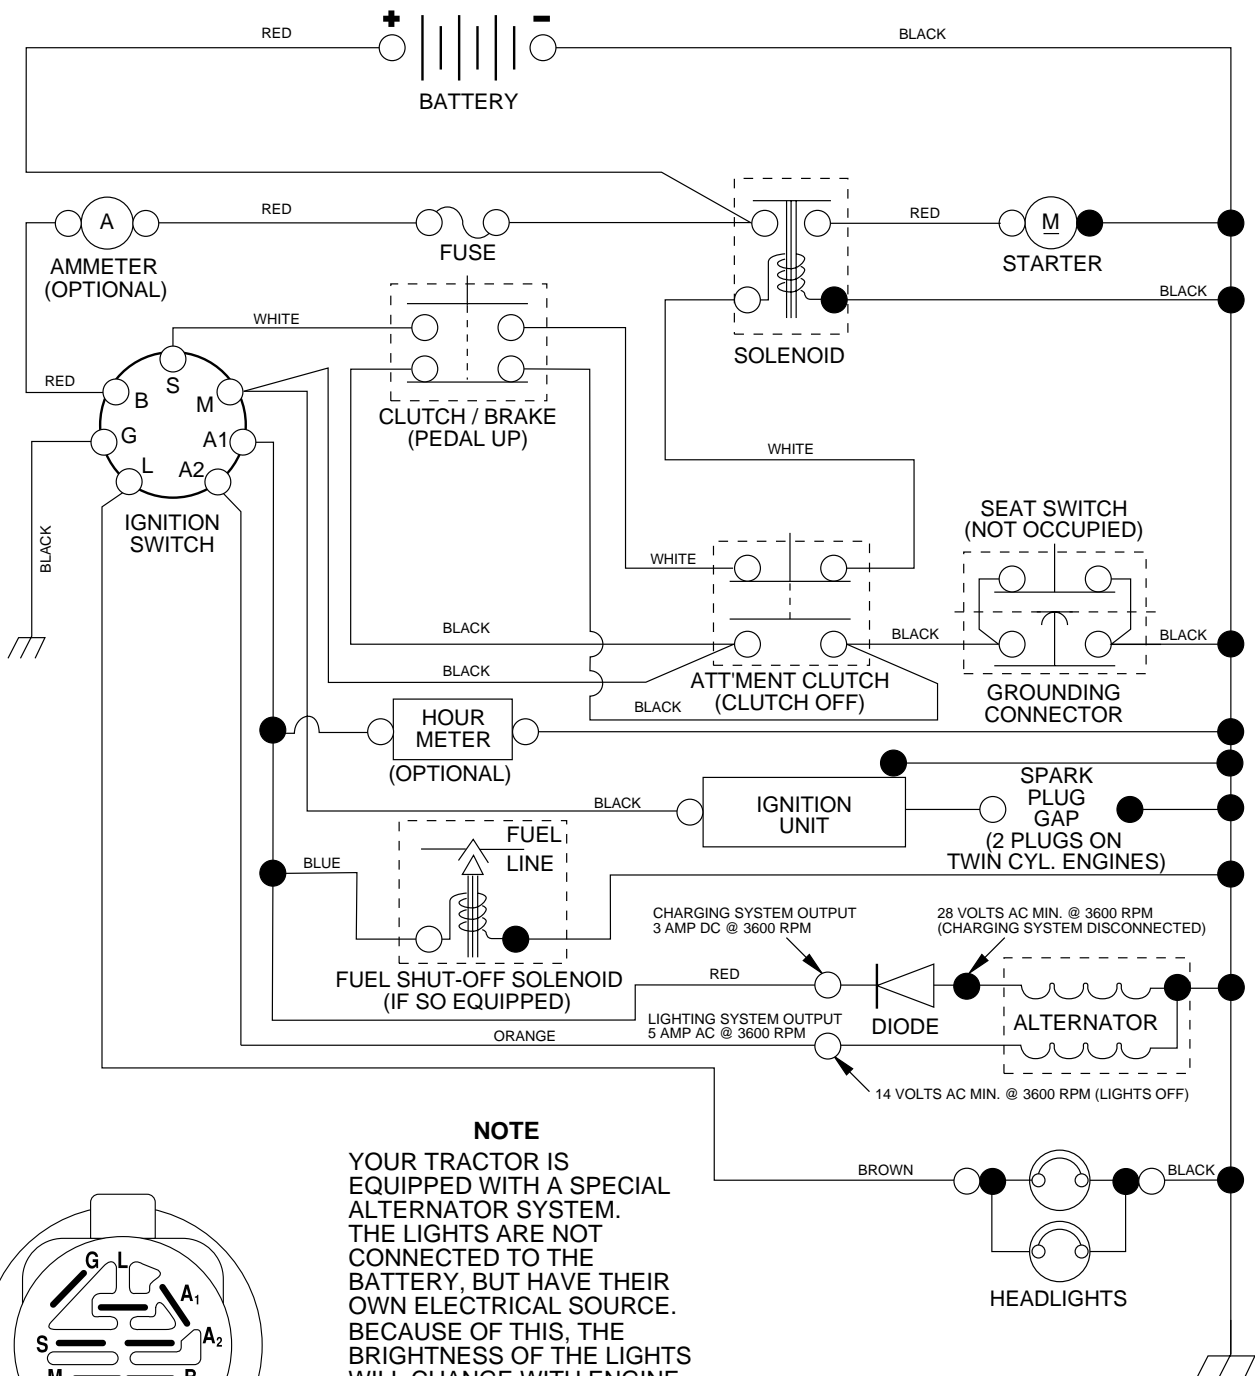 + –
RED
BLACK
BATTERY
RED
A
RED
M
FUSE
STARTER
AMMETER
(OPTIONAL)
BLACK
WHITE
SOLENOID
RED
S
B
M
CLUTCH / BRAKE
(PEDAL UP)
G
A1
WHITE
L
A2
SEAT SWITCH
(NOT OCCUPIED)
IGNITION
SWITCH
BLACK
WHITE
BLACK
BLACK
BLACK
BLACK
ATT'MENT CLUTCH
(CLUTCH OFF)
GROUNDING
CONNECTOR
BLACK
HOUR
METER
(OPTIONAL)
SPARK
PLUG
GAP
(2 PLUGS ON
TWIN CYL. ENGINES)
BLACK
IGNITION
UNIT
FUEL
LINE
BLUE
CHARGING SYSTEM OUTPUT
3 AMP DC @ 3600 RPM
28 VOLTS AC MIN. @ 3600 RPM
(CHARGING SYSTEM DISCONNECTED)
FUEL SHUT-OFF SOLENOID
(IF SO EQUIPPED)
RED
DIODE
ALTERNATOR
LIGHTING SYSTEM OUTPUT
5 AMP AC @ 3600 RPM
ORANGE
14 VOLTS AC MIN. @ 3600 RPM (LIGHTS OFF)
NOTE
YOUR TRACTOR IS
EQUIPPED WITH A SPECIAL
ALTERNATOR SYSTEM.
THE LIGHTS ARE NOT
CONNECTED TO THE
BATTERY, BUT HAVE THEIR
OWN ELECTRICAL SOURCE.
BECAUSE OF THIS, THE
BRIGHTNESS OF THE LIGHTS
WILL CHANGE WITH ENGINE
BROWN
BLACK
HEADLIGHTS
G L
A₁
S
A₂
M
B